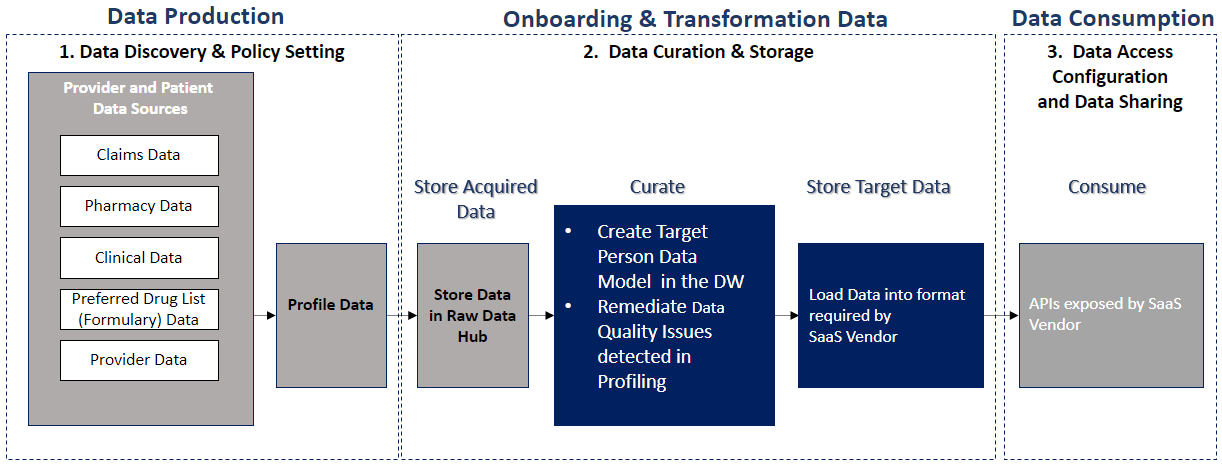 Data Production
Onboarding & Transformation Data
Data Consumption
1. Data Discovery & Policy Setting
2. Data Curation & Storage
3. Data Access
Configuration
and Data Sharing
Provider and Patient
Data Sources
Claims Data
Pharmacy Data
Clinical Data
Preferred Drug List
(Formulary) Data
Provider Data
Profile Data
Store Acquired
Data
Store Data
in Raw Data
Hub
Curate
• Create Target
Person Data
Model in the DW
• Remediate Data
Quality Issues
detected in
Profiling
Store Target Data
Load Data into format
required by
SaaS Vendor
Consume
APIs exposed by SaaS
Vendor